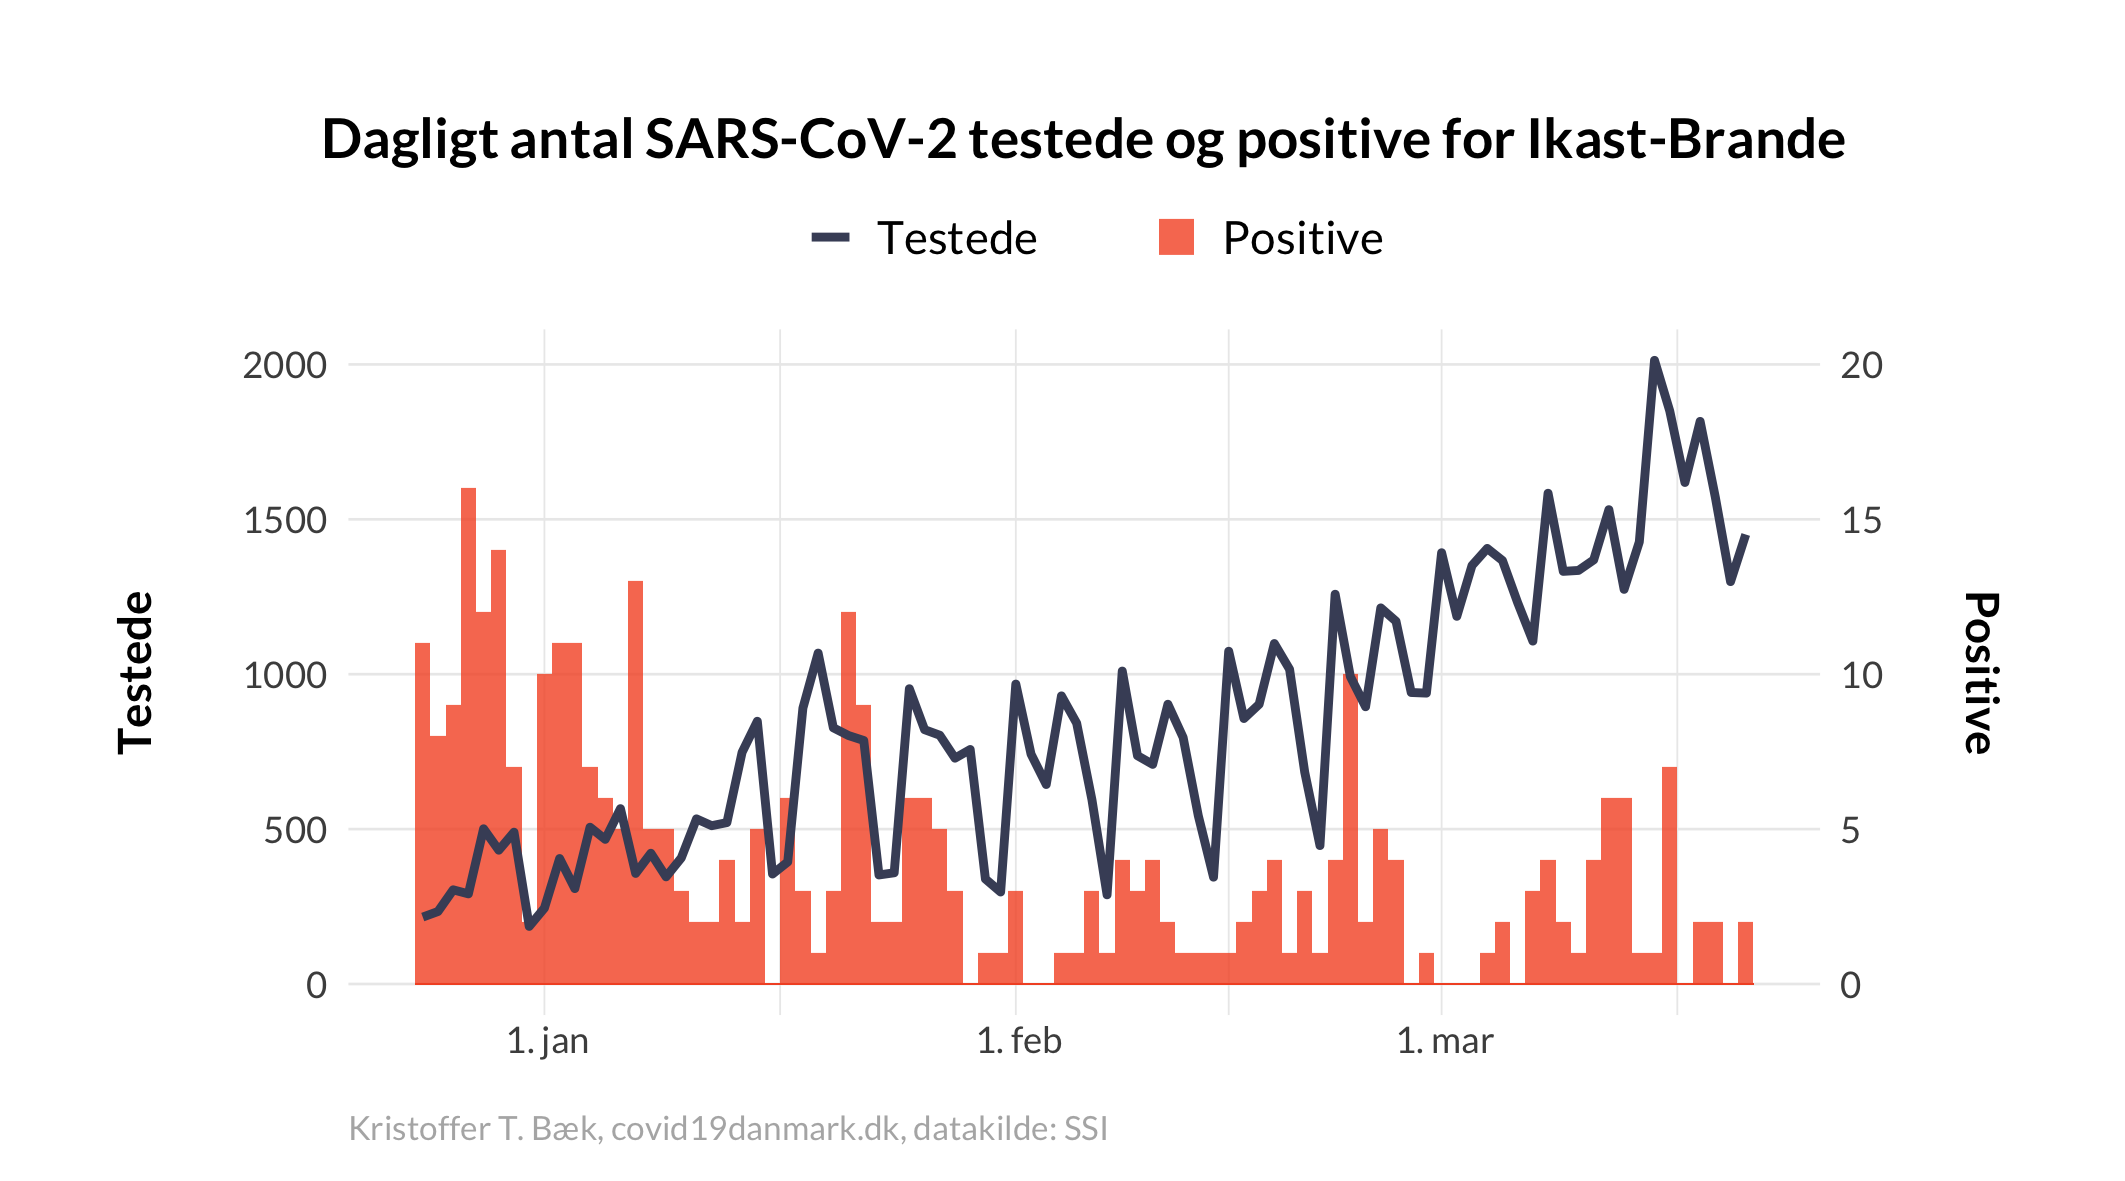 Dagligt antal SARS-CoV-2 testede og positive for Ikast-Brande
Testede Positive
2000 20
1500 15
1000 10
500 5
0 0
Testede
Positive
1. jan 1. feb 1. mar
Kristoffer T. Bæk, covid19danmark.dk, datakilde: SSI